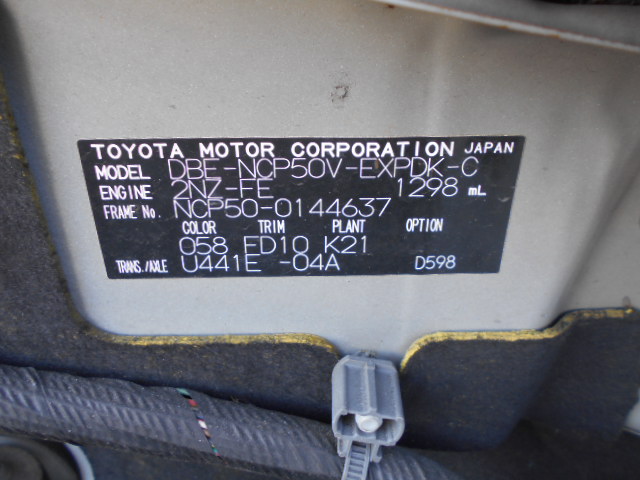 TOYOTA MOTOR CORPORATION JAPAN
MODEL DBE-NCP50V-EXPDK-C
ENGINE 2NZ-FE 1298 mL
FRAME No. NCP50-0144637
COLOR TRIM PLANT OPTION
058 FD10 K21
TRANS./AXLE U441E -04A D598